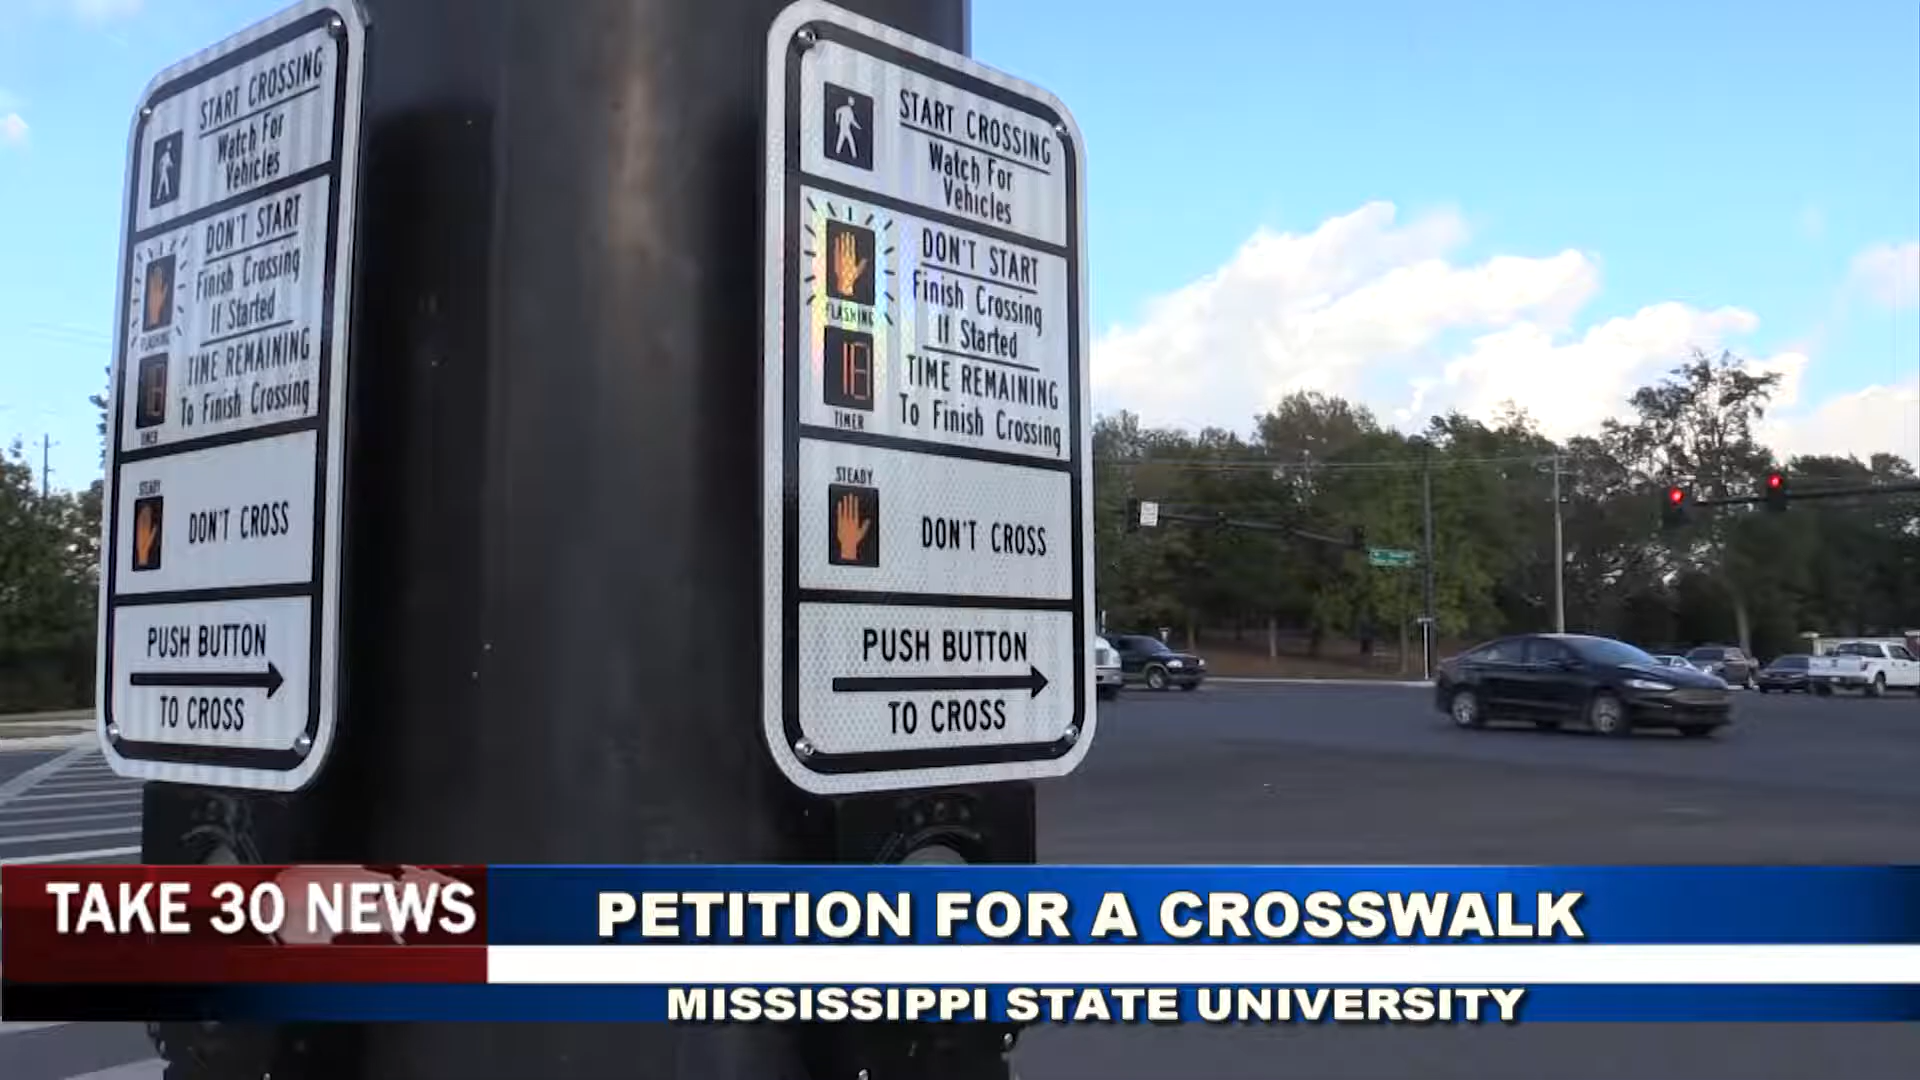 START CROSSING
Watch For
Vehicles
DON'T START
Finish Crossing
If Started
FLASHING
TIME REMAINING
To Finish Crossing
TIMER
STEADY
DON'T CROSS
PUSH BUTTON
TO CROSS
START CROSSING
Watch For
Vehicles
DON'T START
Finish Crossing
If Started
FLASHING
18
TIME REMAINING
To Finish Crossing
TIMER
STEADY
DON'T CROSS
PUSH BUTTON
TO CROSS
TAKE 30 NEWS
PETITION FOR A CROSSWALK
MISSISSIPPI STATE UNIVERSITY